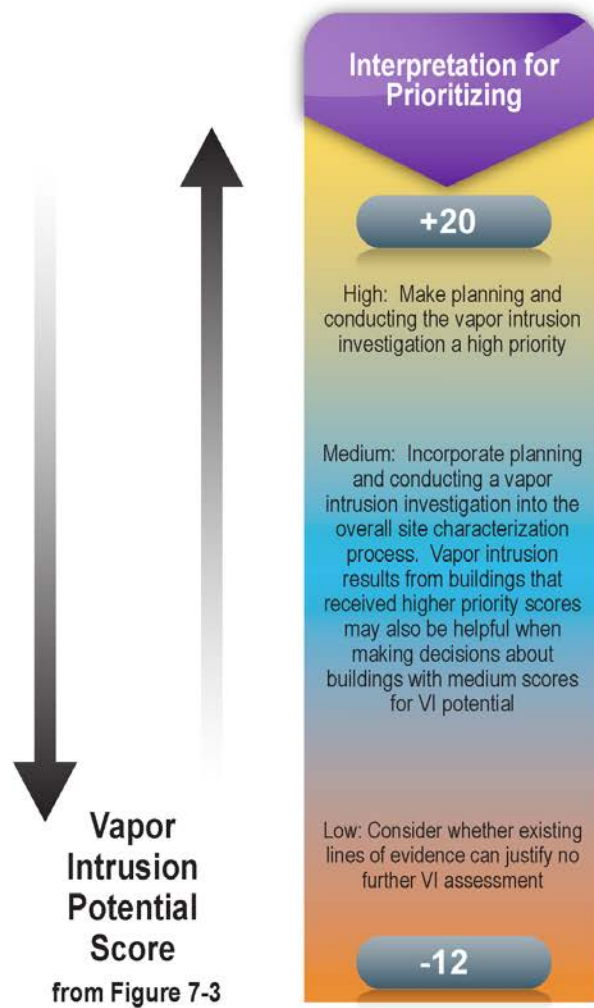 Interpretation for
Prioritizing
+20
High: Make planning and
conducting the vapor intrusion
investigation a high priority
Medium: Incorporate planning
and conducting a vapor
intrusion investigation into the
overall site characterization
process. Vapor intrusion
results from buildings that
received higher priority scores
may also be helpful when
making decisions about
buildings with medium scores
for VI potential
Low: Consider whether existing
lines of evidence can justify no
further VI assessment
-12
Vapor
Intrusion
Potential
Score
from Figure 7-3